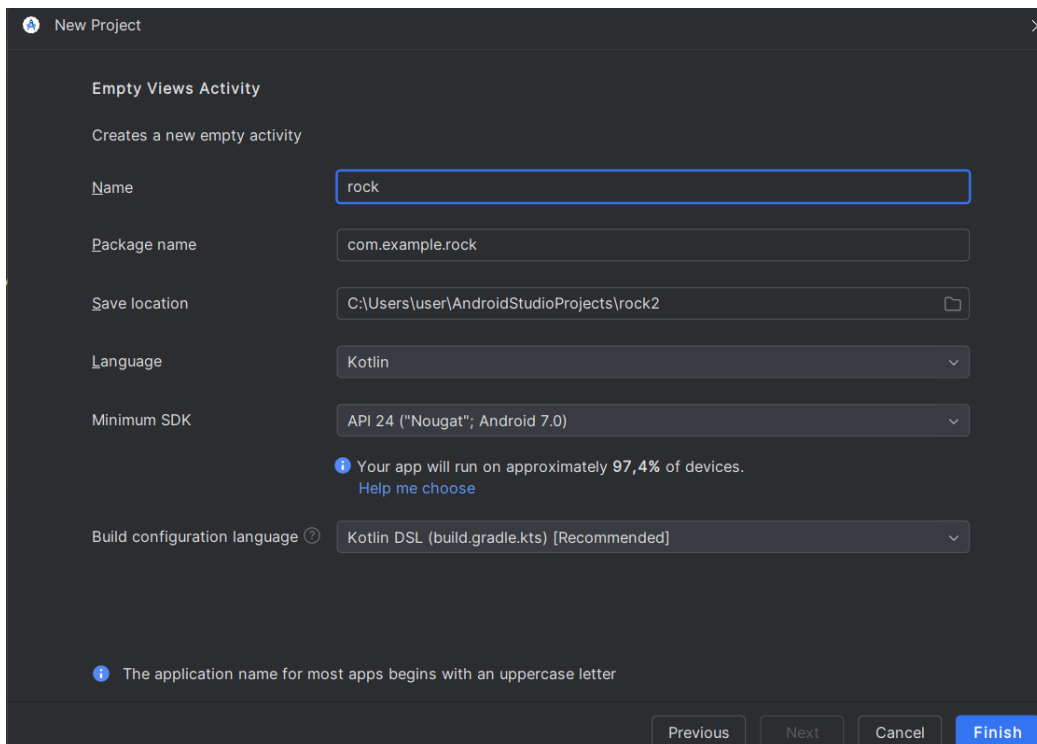 New Project
Empty Views Activity
Creates a new empty activity
Name
rock
Package name
com.example.rock
Save location
C:\Users\user\AndroidStudioProjects\rock2
Language
Kotlin
Minimum SDK
API 24 ("Nougat"; Android 7.0)
Your app will run on approximately 97,4% of devices.
Help me choose
Build configuration language ?
Kotlin DSL (build.gradle.kts) [Recommended]
The application name for most apps begins with an uppercase letter
Previous
Next
Cancel
Finish